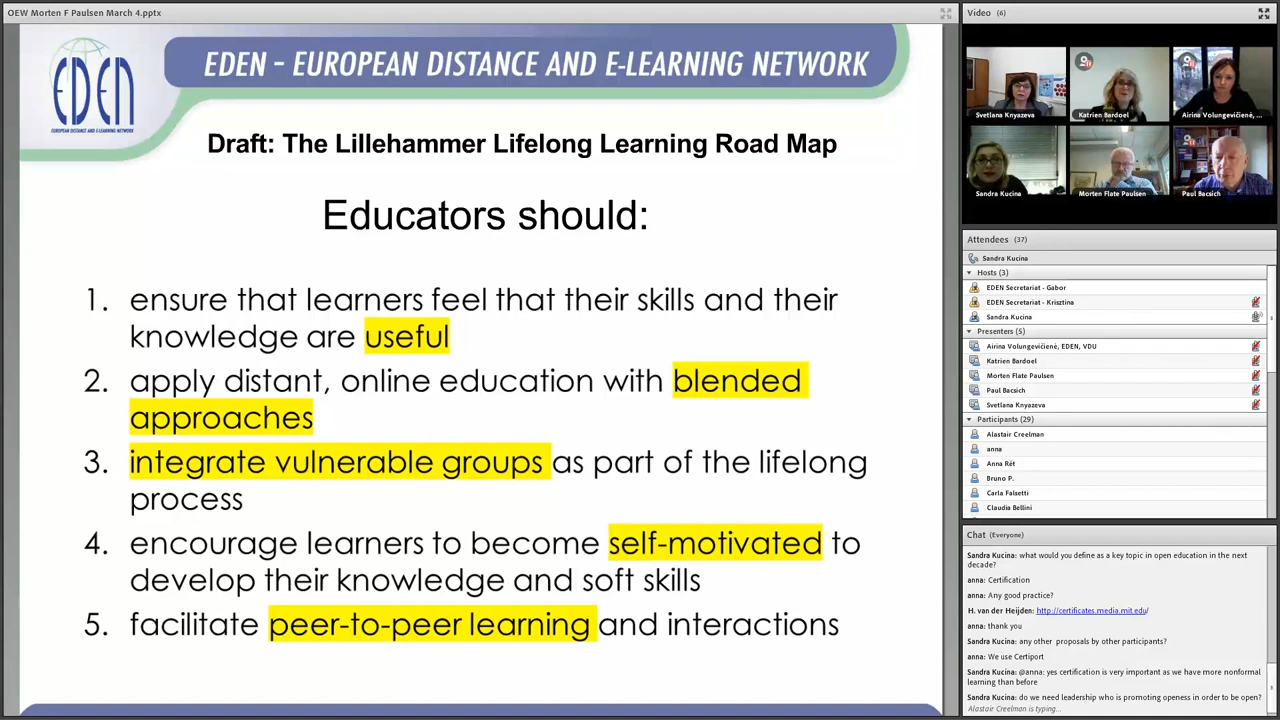 OEW Morten F Paulsen March 4.pptx
EDEN
EUROPEAN DISTANCE AND E-LEARNING NETWORK
EDEN – EUROPEAN DISTANCE AND E-LEARNING NETWORK
Draft: The Lillehammer Lifelong Learning Road Map
Educators should:
1. ensure that learners feel that their skills and their
knowledge are useful
2. apply distant, online education with blended
approaches
3. integrate vulnerable groups as part of the lifelong
process
4. encourage learners to become self-motivated to
develop their knowledge and soft skills
5. facilitate peer-to-peer learning and interactions
Video (6)
Svetlana Knyazeva
Katrien Bardoel
Airina Volungevičienė, ...
Sandra Kucina
Morten Flate Paulsen
Paul Bacsich
Attendees (37)
Sandra Kucina
Hosts (3)
EDEN Secretariat - Gabor
EDEN Secretariat - Krisztina
Sandra Kucina
Presenters (5)
Airina Volungevičienė, EDEN, VDU
Katrien Bardoel
Morten Flate Paulsen
Paul Bacsich
Svetlana Knyazeva
Participants (29)
Alastair Creelman
anna
Anna Rét
Bruno P.
Carla Falsetti
Claudia Bellini
Chat (Everyone)
Sandra Kucina: what would you define as a key topic in open education in the next
decade?
anna: Certification
anna: Any good practice?
H. van der Heijden: http://certificates.media.mit.edu/
anna: thank you
Sandra Kucina: any other proposals by other participants?
anna: We use Certiport
Sandra Kucina: @anna: yes certification is very important as we have more nonformal
learning than before
Sandra Kucina: do we need leadership who is promoting openess in order to be open?
Alastair Creelman is typing...